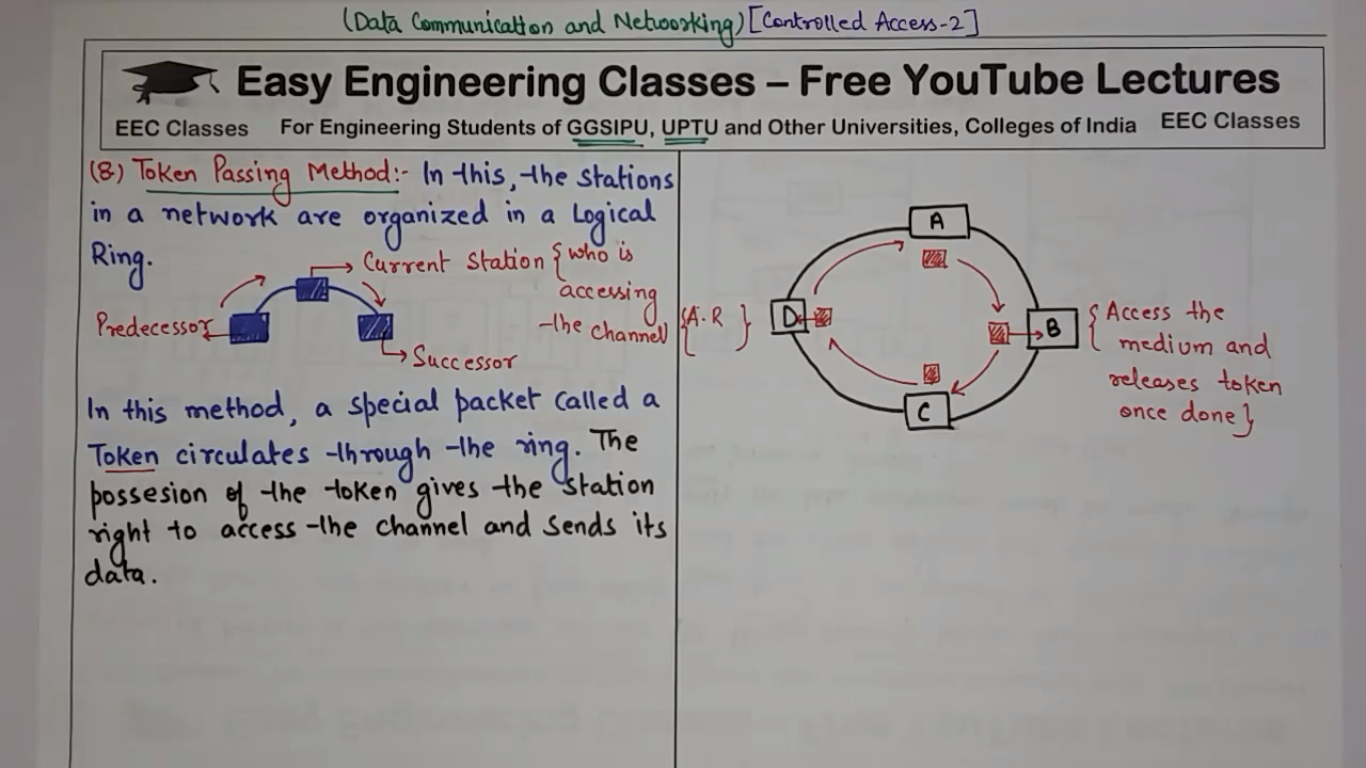 (Data Communication and Networking) [Controlled Access-2]
Easy Engineering Classes – Free YouTube Lectures
EEC Classes For Engineering Students of GGSIPU, UPTU and Other Universities, Colleges of India EEC Classes
(8) Token Passing Method:- In this, the stations
in a network are organized in a Logical
Ring.
Current Station {who is
accessing
the channel
Predecessor
Successor
In this method, a special packet called a
Token circulates through the ring. The
possesion of the token gives the station
right to access the channel and sends its
data.
A
{A.R}
D
B
{Access the
medium and
releases token
once done}
C